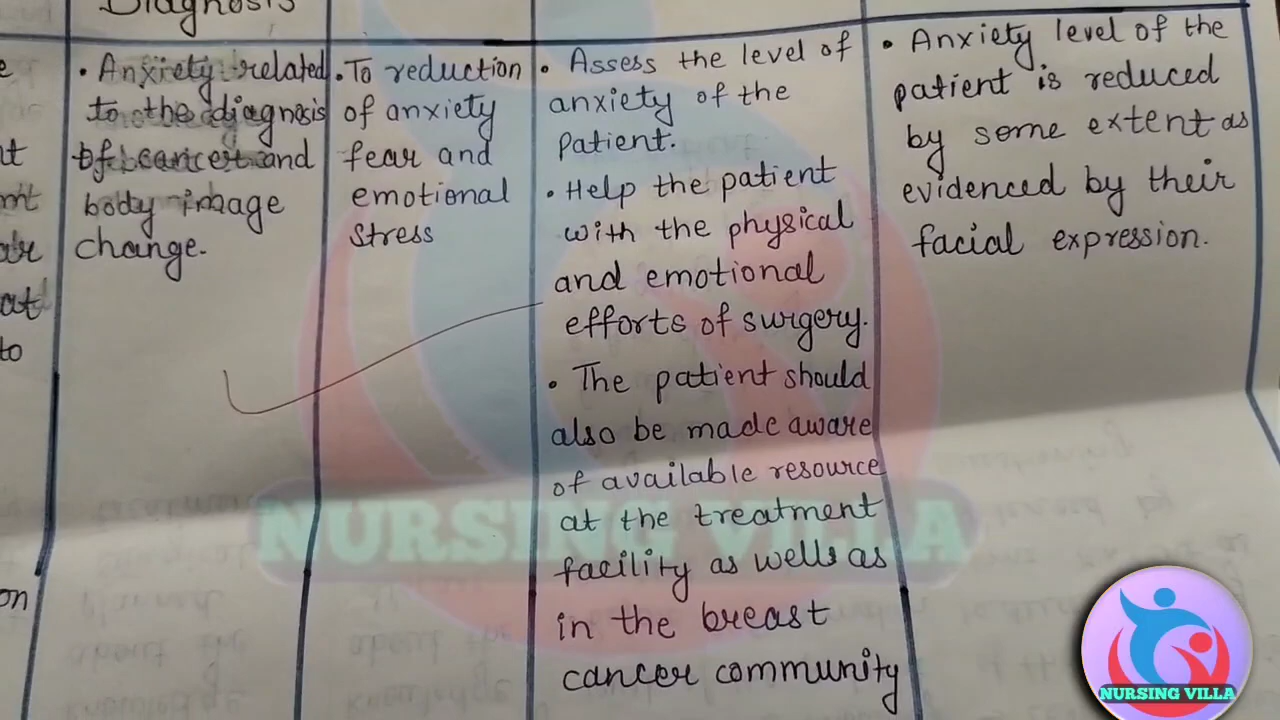 Diagnosis
e
nt
at
to
on
• Anxiety related
to the diagnosis
of cancer and
body image
change.
• To reduction
of anxiety
fear and
emotional
stress
• Assess the level of
anxiety of the
patient.
• Help the patient
with the physical
and emotional
efforts of surgery.
• The patient should
also be made aware
of available resource
at the treatment
facility as wells as
in the breast
cancer community
• Anxiety level of the
patient is reduced
by some extent as
evidenced by their
facial expression.
NURSING VILLA
NURSING VILLA